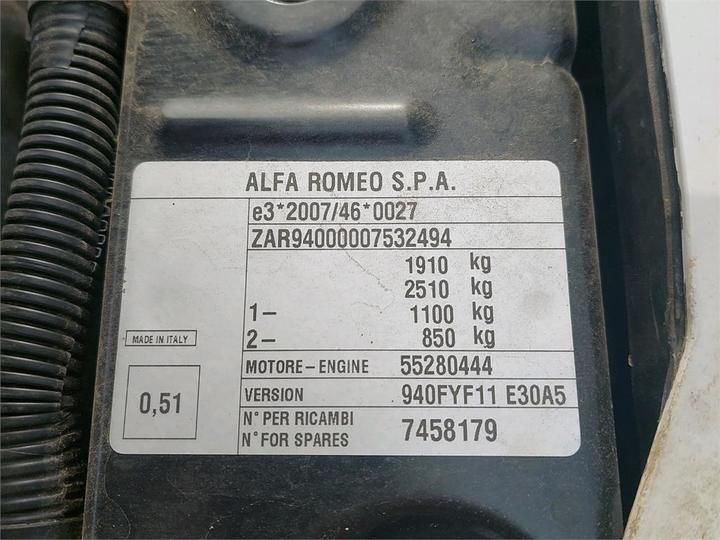 ALFA ROMEO S.P.A.
e3*2007/46*0027
ZAR94000007532494
1910 kg
2510 kg
1- 1100 kg
2- 850 kg
MADE IN ITALY
MOTORE-ENGINE 55280444
0,51
VERSION 940FYF11 E30A5
N° PER RICAMBI
N° FOR SPARES 7458179